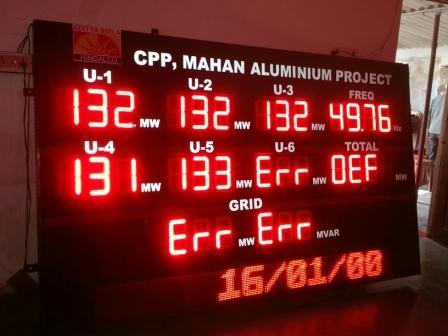 ADITYA BIRLA
HINDALCO
CPP, MAHAN ALUMINIUM PROJECT
U-1 U-2 U-3 FREQ
132. MW 132 MW 132 MW 49.76 Hz
U-4 U-5 U-6 TOTAL
131 MW 133 MW Err MW OEF MW
GRID
Err MW Err MVAR
16/01/00